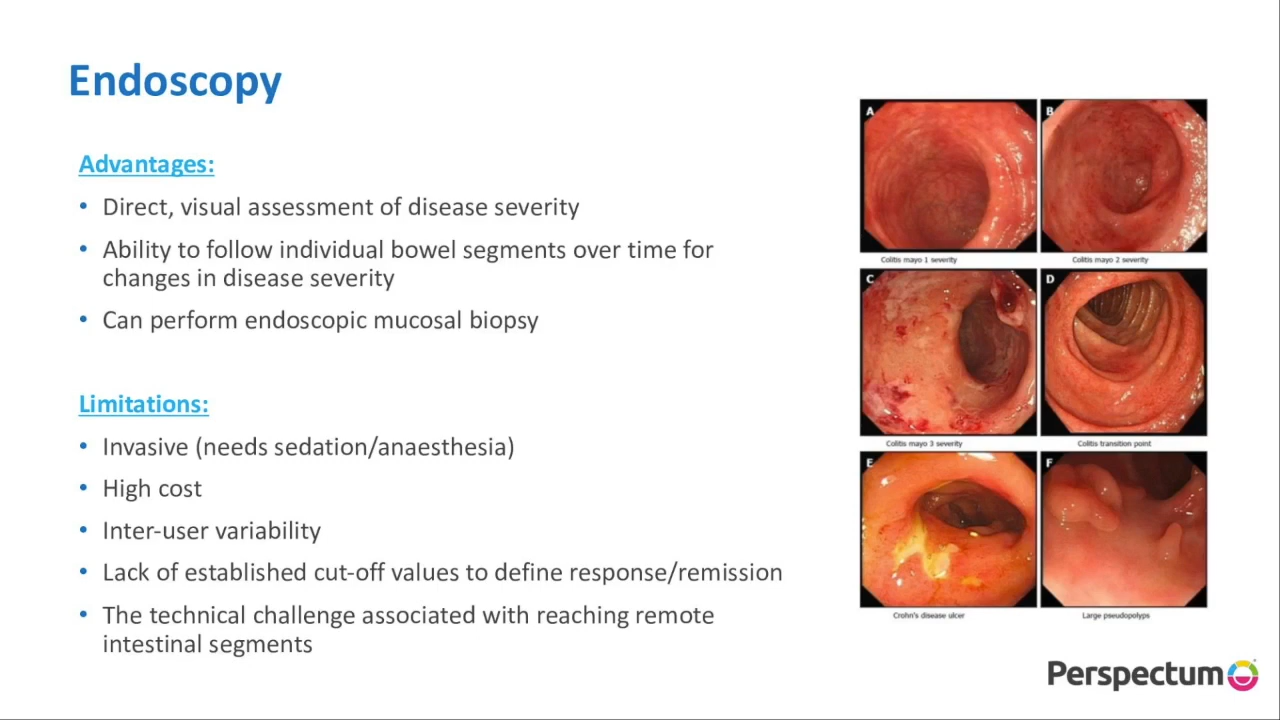 Endoscopy
Advantages:
• Direct, visual assessment of disease severity
• Ability to follow individual bowel segments over time for
changes in disease severity
• Can perform endoscopic mucosal biopsy
Limitations:
• Invasive (needs sedation/anaesthesia)
• High cost
• Inter-user variability
• Lack of established cut-off values to define response/remission
• The technical challenge associated with reaching remote
intestinal segments
A
B
Colitis mayo 1 severity
Colitis mayo 2 severity
C
D
Colitis mayo 3 severity
Colitis transition point
E
F
Crohn's disease ulcer
Large pseudopolyps
Perspectum